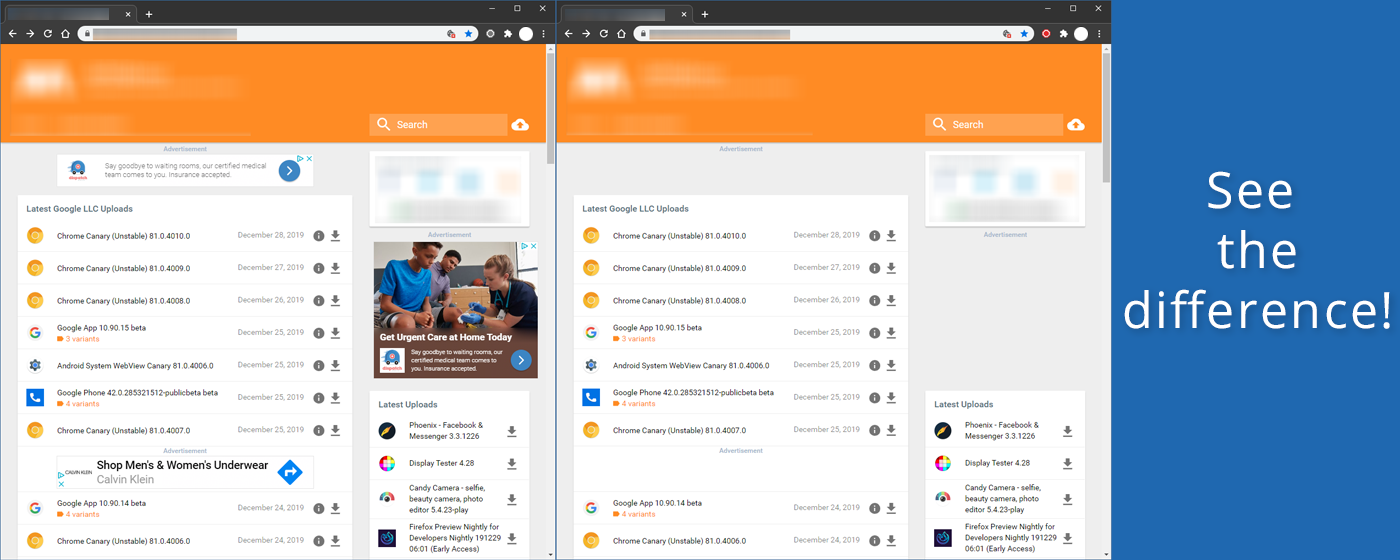 Search
Advertisement
Say goodbye to waiting rooms, our certified medical
team comes to you. Insurance accepted.
dispatch
Latest Google LLC Uploads
Chrome Canary (Unstable) 81.0.4010.0 December 28, 2019
Chrome Canary (Unstable) 81.0.4009.0 December 27, 2019
Chrome Canary (Unstable) 81.0.4008.0 December 26, 2019
Google App 10.90.15 beta December 25, 2019
3 variants
Android System WebView Canary 81.0.4006.0 December 25, 2019
Google Phone 42.0.285321512-publicbeta beta December 25, 2019
4 variants
Chrome Canary (Unstable) 81.0.4007.0 December 25, 2019
Advertisement
CALVIN KLEIN
Shop Men's & Women's Underwear
Calvin Klein
Google App 10.90.14 beta December 24, 2019
4 variants
Chrome Canary (Unstable) 81.0.4006.0 December 24, 2019
Advertisement
Get Urgent Care at Home Today
dispatch
Say goodbye to waiting rooms, our
certified medical team comes to
you. Insurance accepted.
Latest Uploads
Phoenix - Facebook &
Messenger 3.3.1226
Display Tester 4.28
Candy Camera - selfie,
beauty camera, photo
editor 5.4.23-play
Firefox Preview Nightly for
Developers Nightly 191229
06:01 (Early Access)
Search
Advertisement
Latest Google LLC Uploads
Chrome Canary (Unstable) 81.0.4010.0 December 28, 2019
Chrome Canary (Unstable) 81.0.4009.0 December 27, 2019
Chrome Canary (Unstable) 81.0.4008.0 December 26, 2019
Google App 10.90.15 beta December 25, 2019
3 variants
Android System WebView Canary 81.0.4006.0 December 25, 2019
Google Phone 42.0.285321512-publicbeta beta December 25, 2019
4 variants
Chrome Canary (Unstable) 81.0.4007.0 December 25, 2019
Advertisement
Google App 10.90.14 beta December 24, 2019
4 variants
Chrome Canary (Unstable) 81.0.4006.0 December 24, 2019
Advertisement
Latest Uploads
Phoenix - Facebook &
Messenger 3.3.1226
Display Tester 4.28
Candy Camera - selfie,
beauty camera, photo
editor 5.4.23-play
Firefox Preview Nightly for
Developers Nightly 191229
06:01 (Early Access)
See
the
difference!